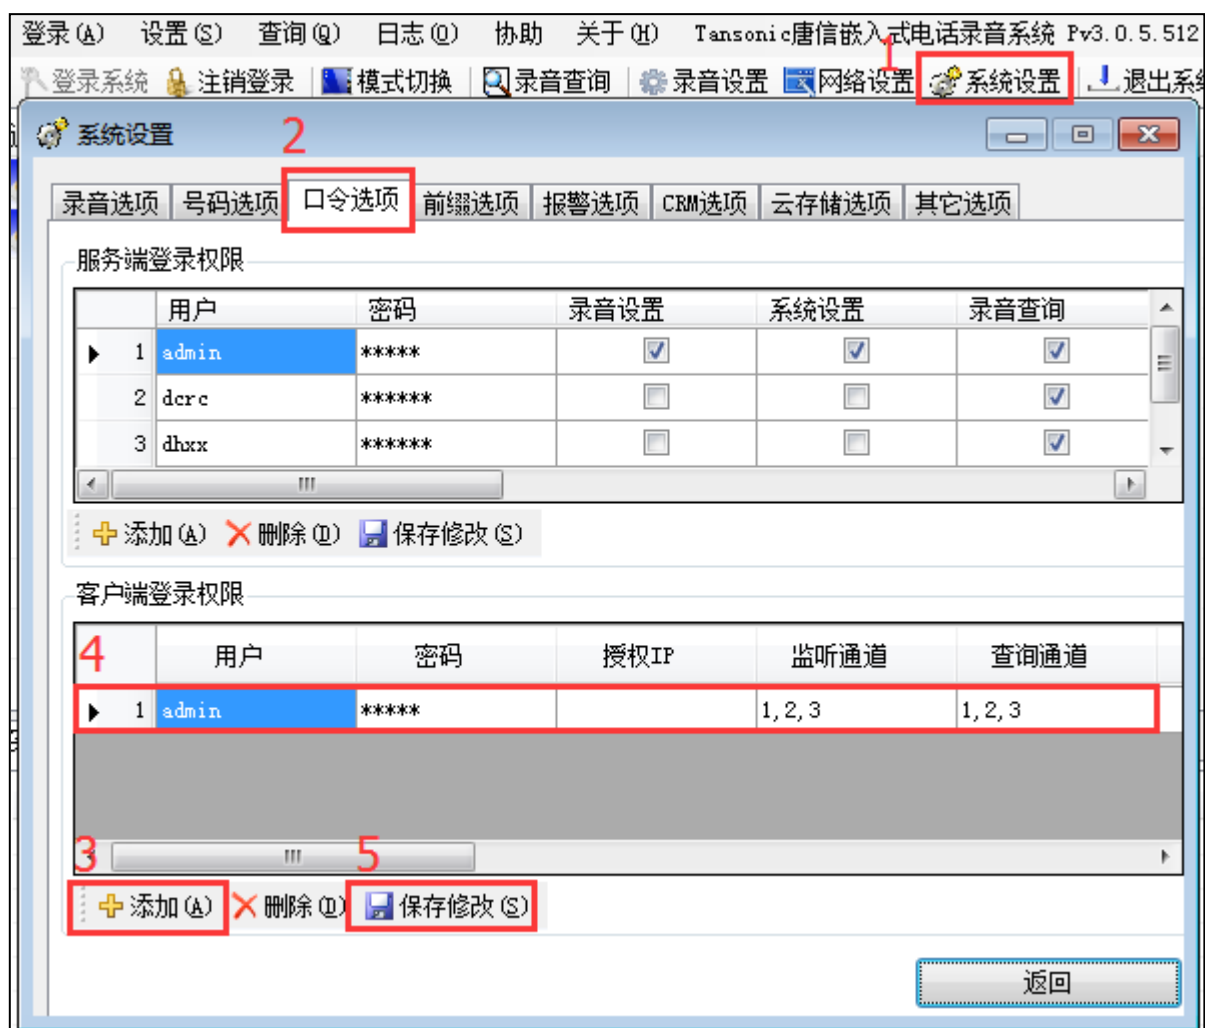 登录(A) 设置(S) 查询(Q) 日志(O) 协助 关于(H) Tansonic唐信嵌入式电话录音系统 Pv3.0.5.512
1
登录系统 注销登录 模式切换 录音查询 录音设置 网络设置 系统设置 退出系
系统设置
2
录音选项 号码选项 口令选项 前缀选项 报警选项 CRM选项 云存储选项 其它选项
服务端登录权限
用户 密码 录音设置 系统设置 录音查询
1 admin *****
2 dcrc ******
3 dhxx ******
添加(A) 删除(D) 保存修改(S)
客户端登录权限
4 用户 密码 授权IP 监听通道 查询通道
1 admin ***** 1,2,3 1,2,3
3 5
添加(A) 删除(D) 保存修改(S)
返回